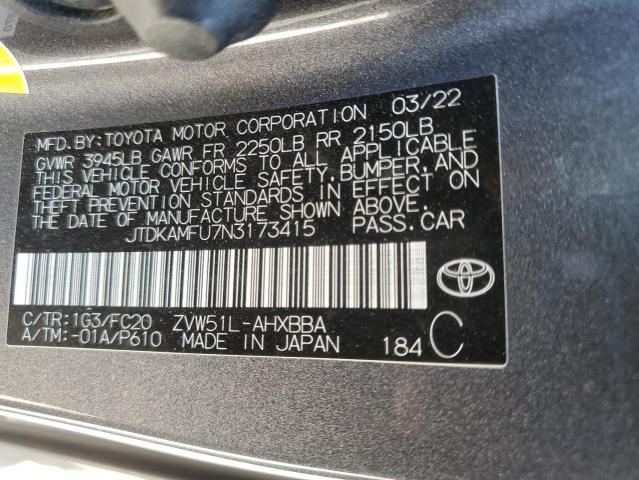 MFD. BY: TOYOTA MOTOR CORPORATION 03/22
GVWR 3945LB GAWR FR 2250LB RR 2150LB
THIS VEHICLE CONFORMS TO ALL APPLICABLE
FEDERAL MOTOR VEHICLE SAFETY, BUMPER, AND
THEFT PREVENTION STANDARDS IN EFFECT ON
THE DATE OF MANUFACTURE SHOWN ABOVE.
JTDKAMFU7N3173415 PASS. CAR
C/TR: 1G3/FC20 ZVW51L-AHXBBA
A/TM: -01A/P610 MADE IN JAPAN 184 C